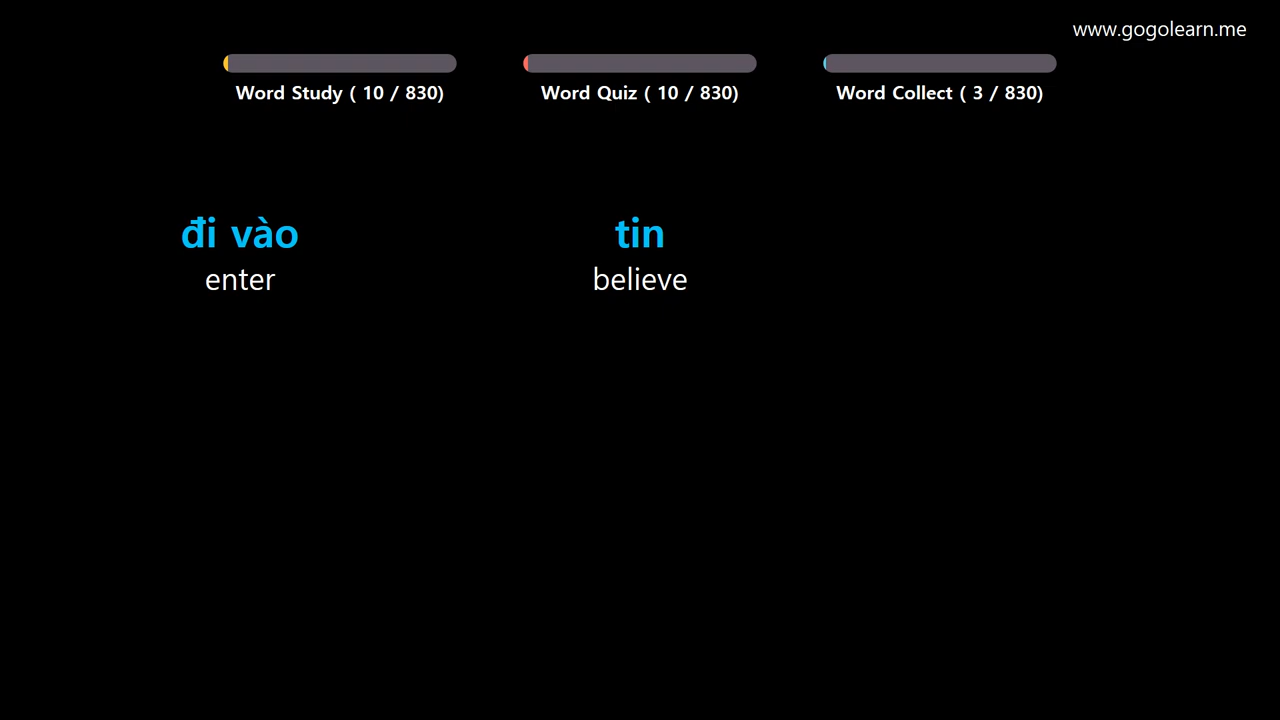 www.gogolearn.me
Word Study ( 10 / 830)
Word Quiz ( 10 / 830)
Word Collect ( 3 / 830)
đi vào
enter
tin
believe